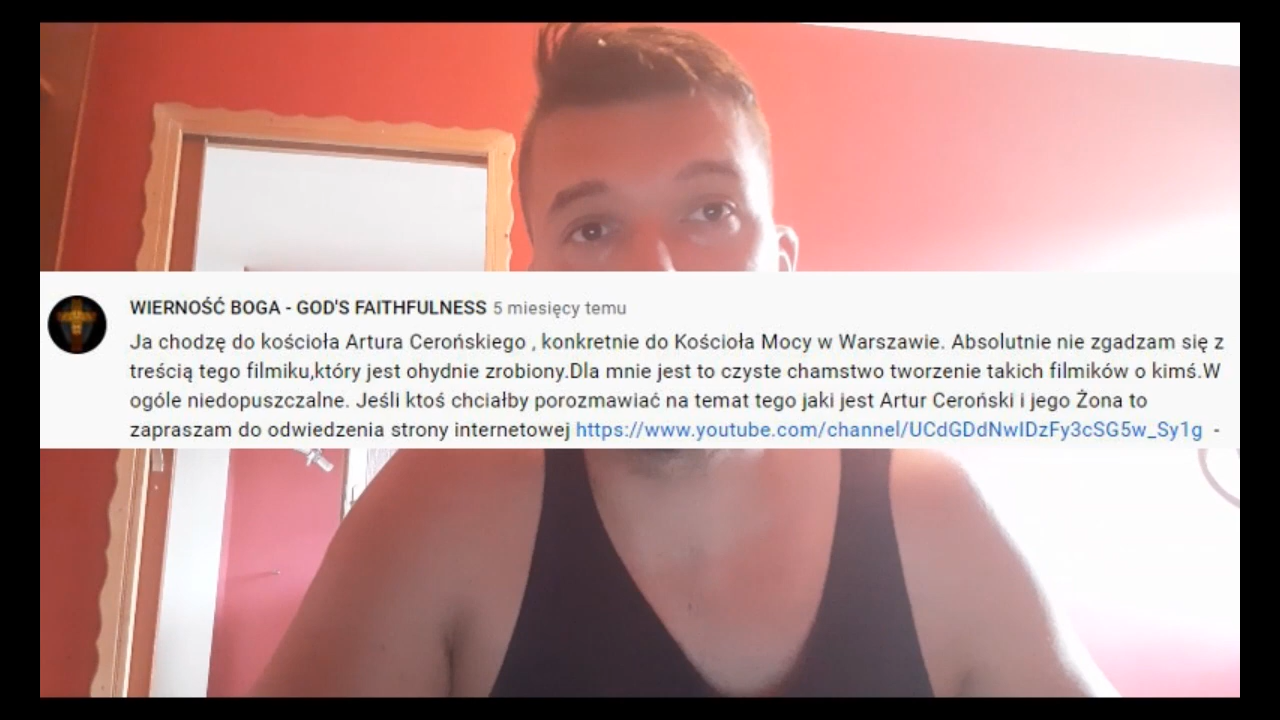 WIERNOŚĆ BOGA - GOD'S FAITHFULNESS 5 miesięcy temu
Ja chodzę do kościoła Artura Cerońskiego , konkretnie do Kościoła Mocy w Warszawie. Absolutnie nie zgadzam się z
treścią tego filmiku,który jest ohydnie zrobiony.Dla mnie jest to czyste chamstwo tworzenie takich filmików o kimś.W
ogóle niedopuszczalne. Jeśli ktoś chciałby porozmawiać na temat tego jaki jest Artur Ceroński i jego Żona to
zapraszam do odwiedzenia strony internetowej https://www.youtube.com/channel/UCdGDdNwIDzFy3cSG5w_Sy1g -